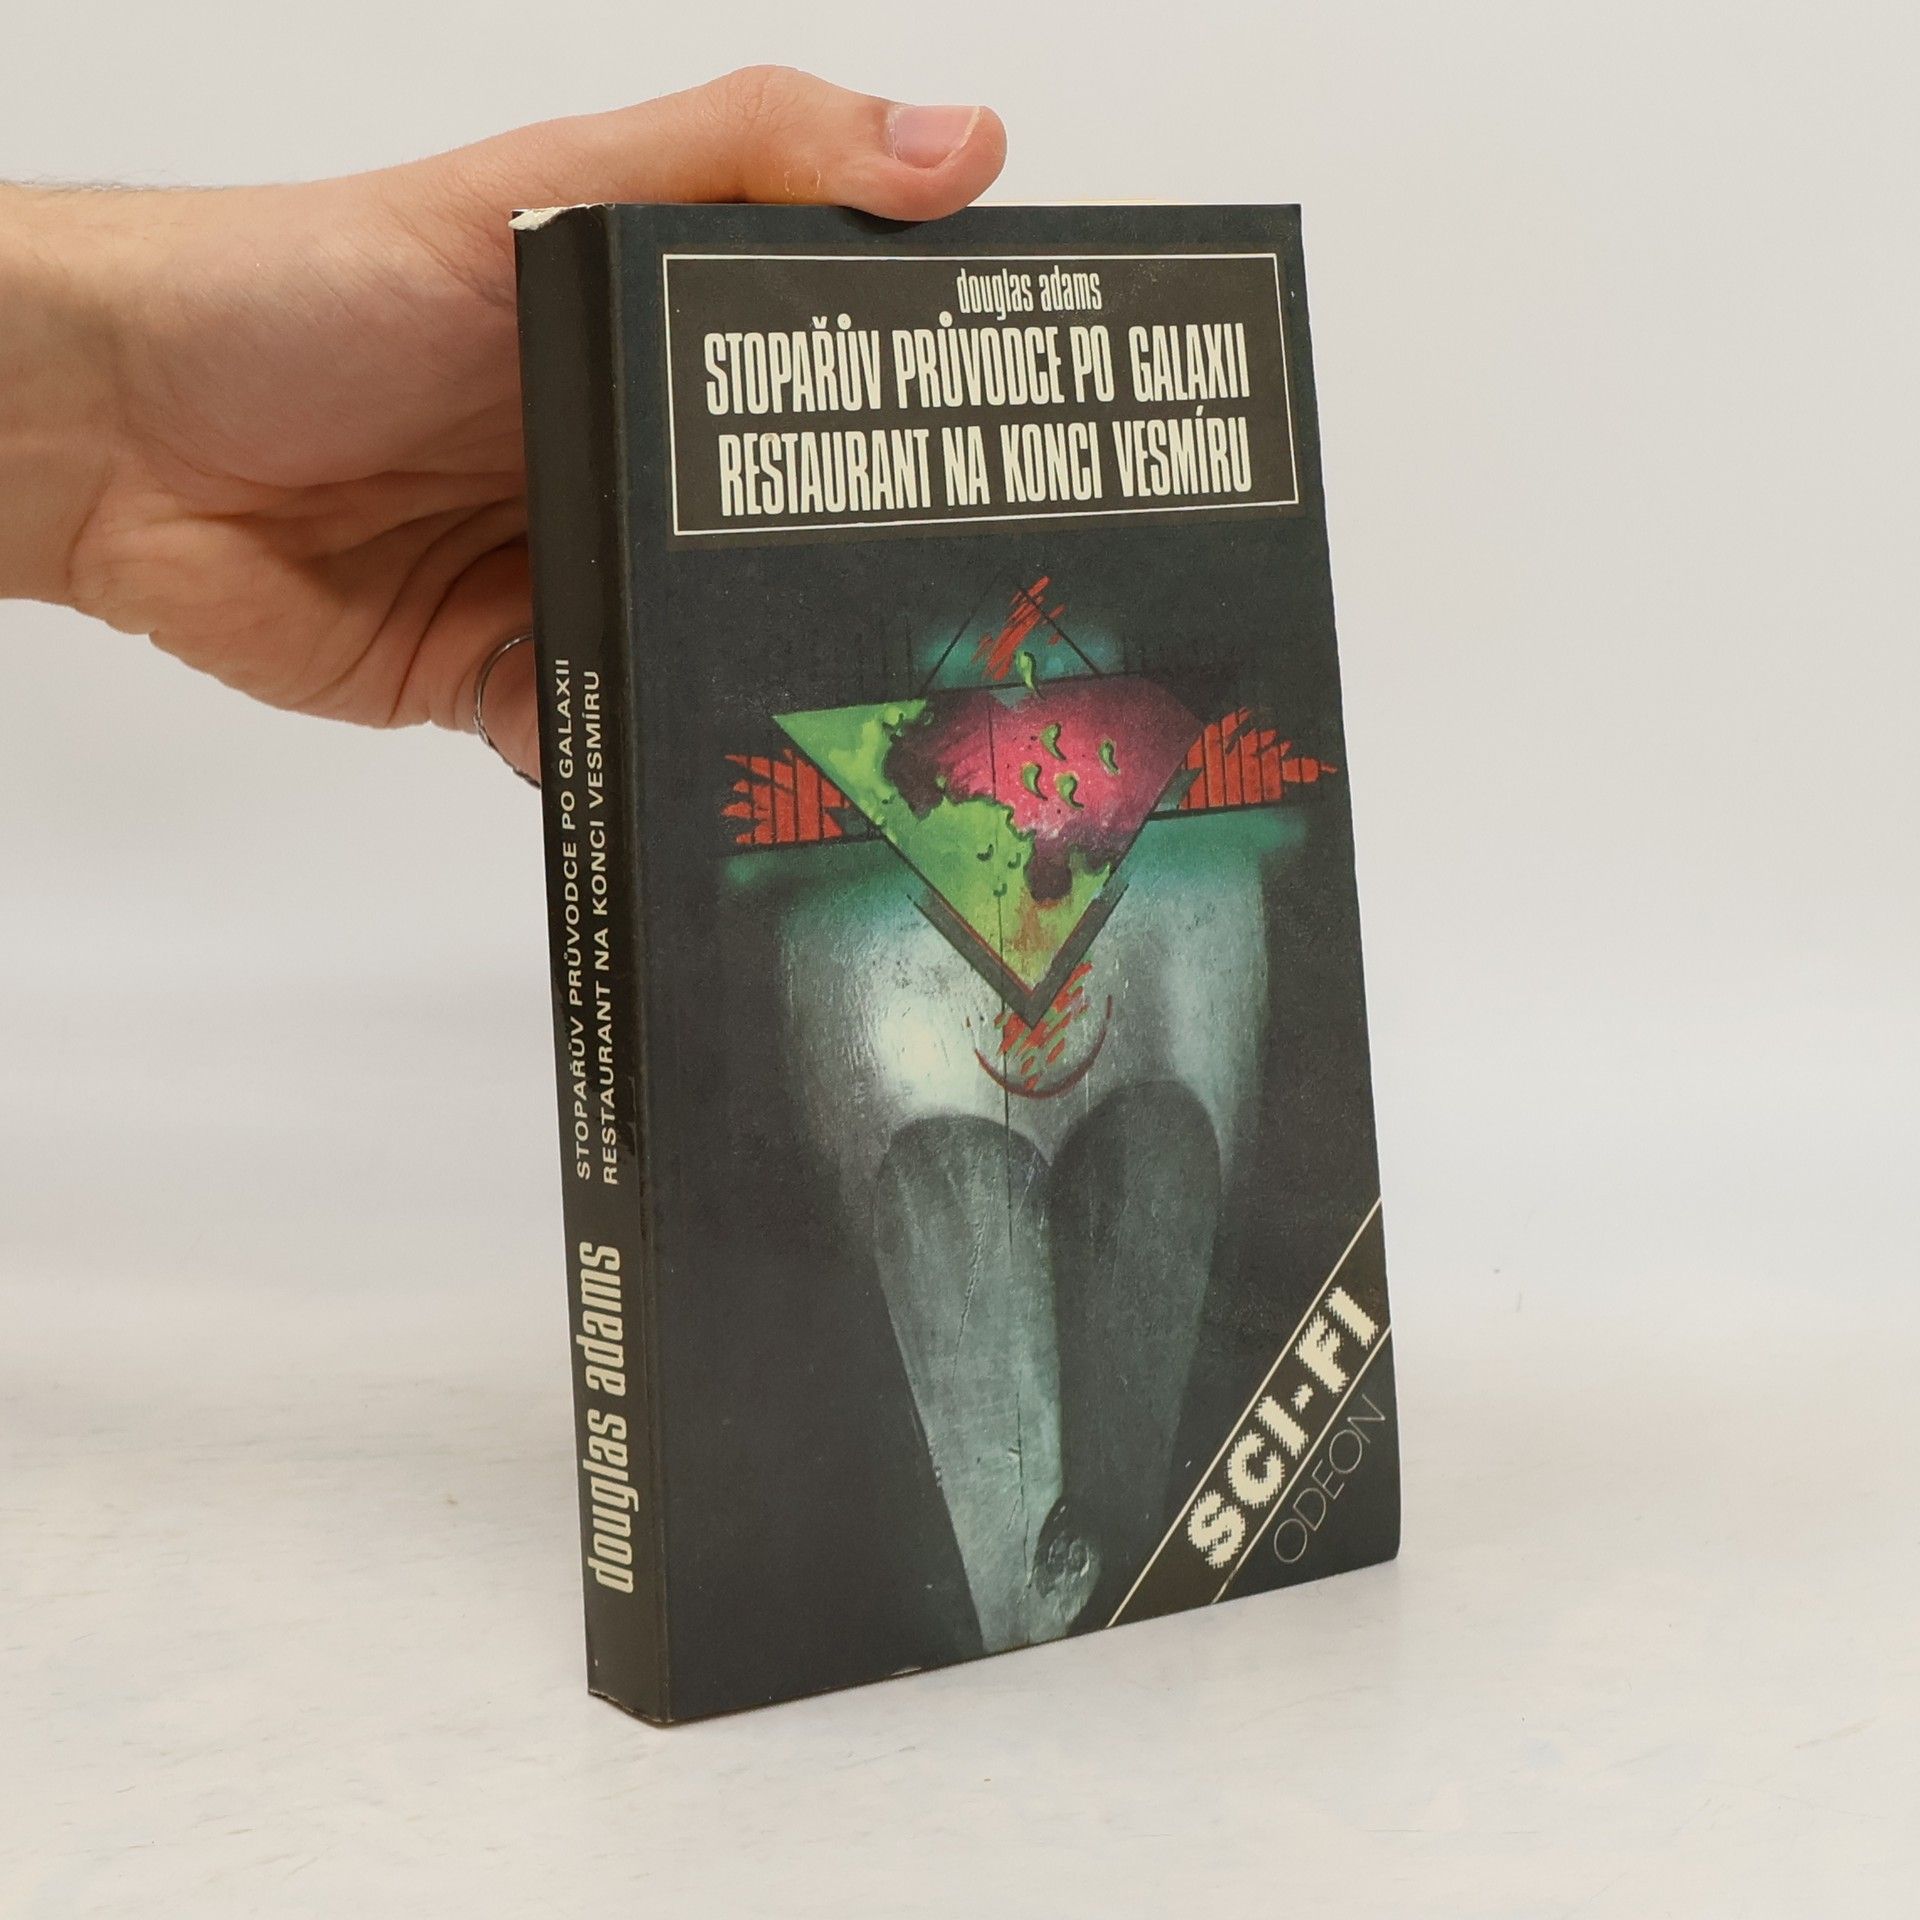 douglas adams
STOPAŘŮV PRŮVODCE PO GALAXII
RESTAURANT NA KONCI VESMÍRU
SCI-FI
ODEON
douglas adams
STOPAŘŮV PRŮVODCE PO GALAXII
RESTAURANT NA KONCI VESMÍRU